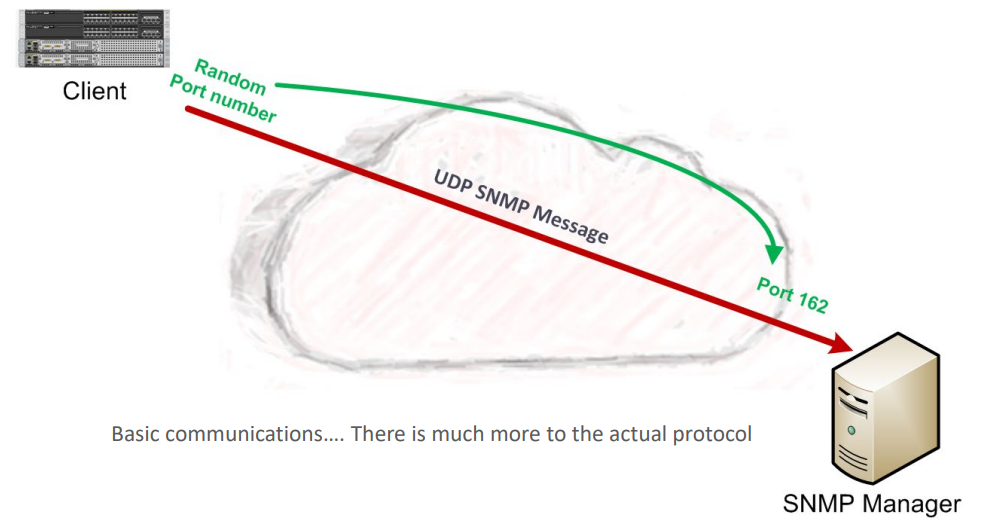 Client
Random
Port number
UDP SNMP Message
Port 162
Basic communications.... There is much more to the actual protocol
SNMP Manager